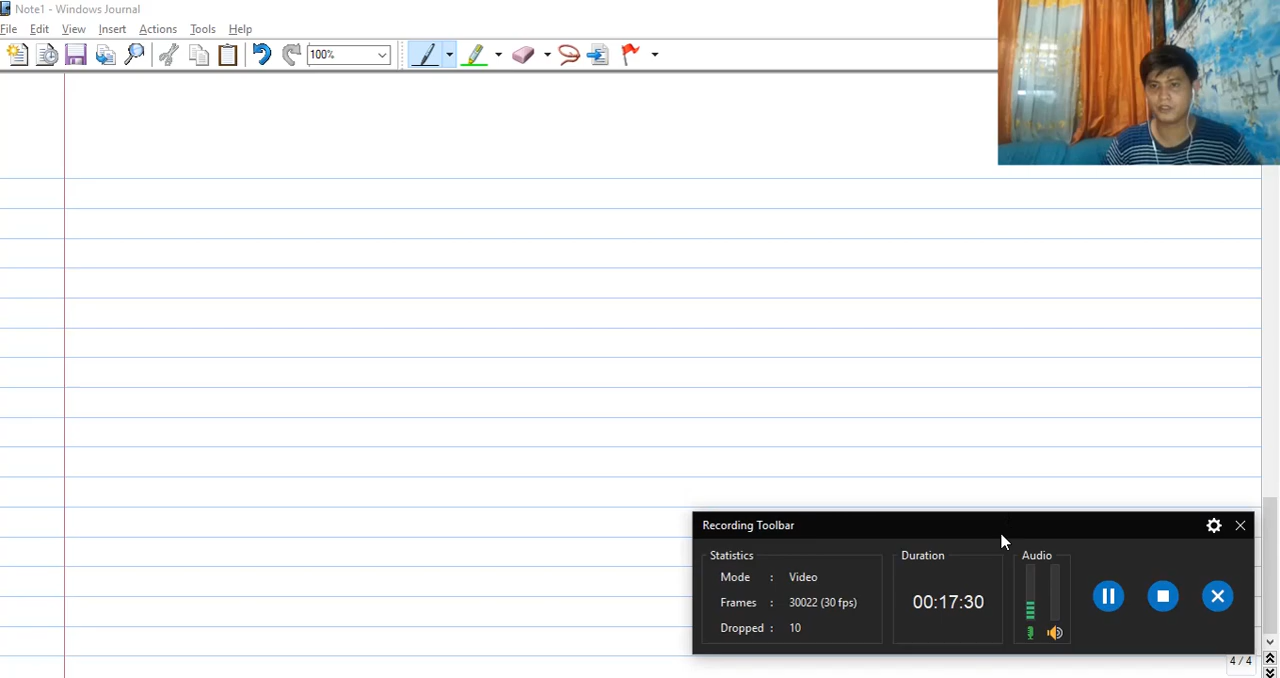 Note1 - Windows Journal
File Edit View Insert Actions Tools Help
100%
Recording Toolbar
Statistics Duration Audio
Mode : Video
Frames : 30022 (30 fps)
Dropped : 10
00:17:30
4 / 4